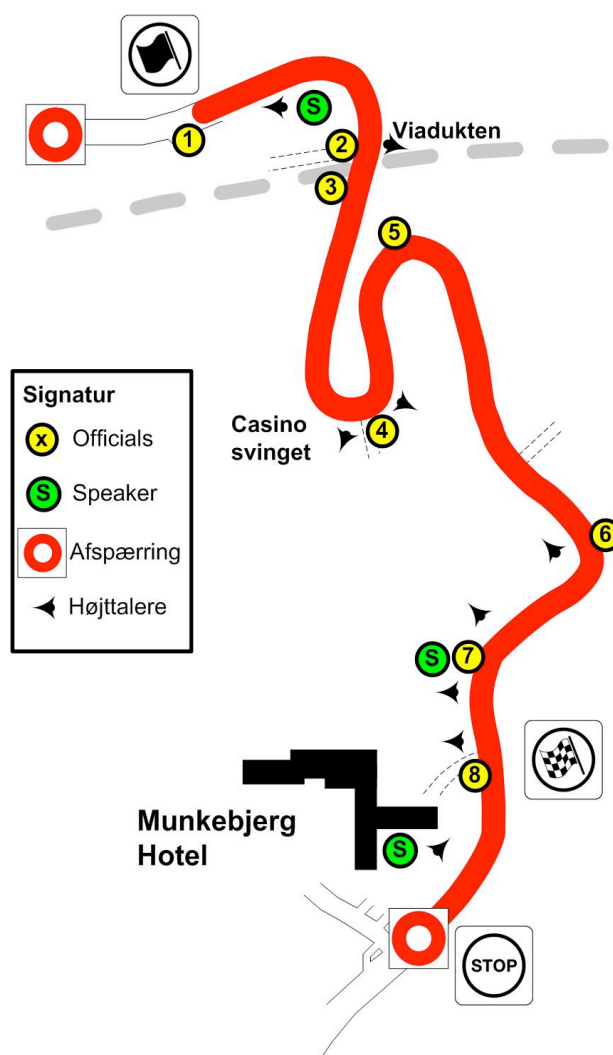 S
1
2
Viadukten
3
5
Signatur
x Officials
S Speaker
Afspærring
Højttalere
Casino
svinget
4
6
S 7
8
Munkebjerg
Hotel
S
STOP